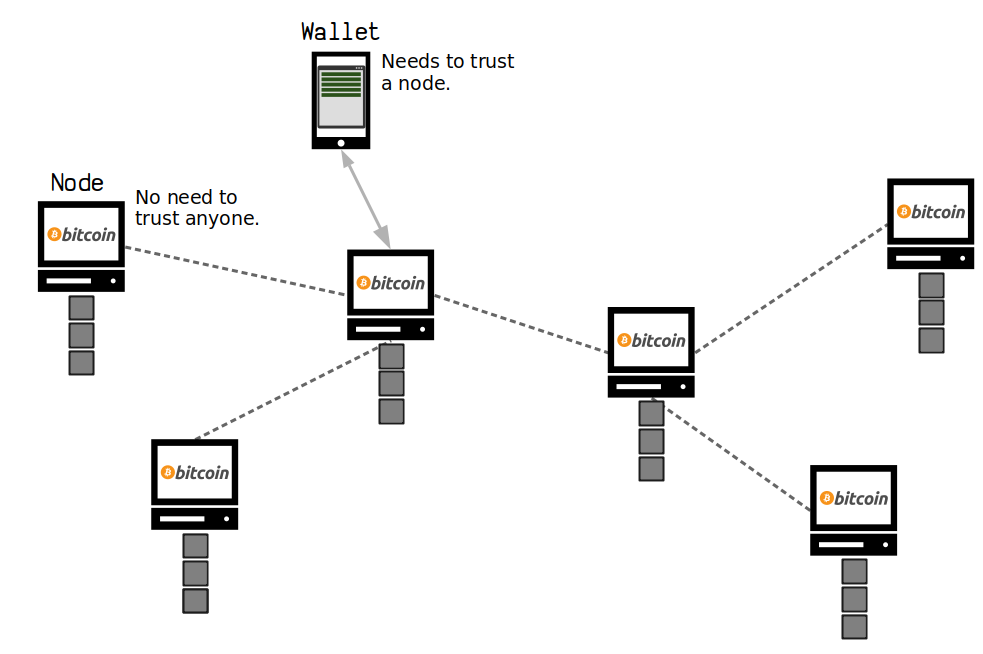 Wallet
Needs to trust
a node.
Node
No need to
trust anyone.
bitcoin
bitcoin
bitcoin
bitcoin
bitcoin
bitcoin